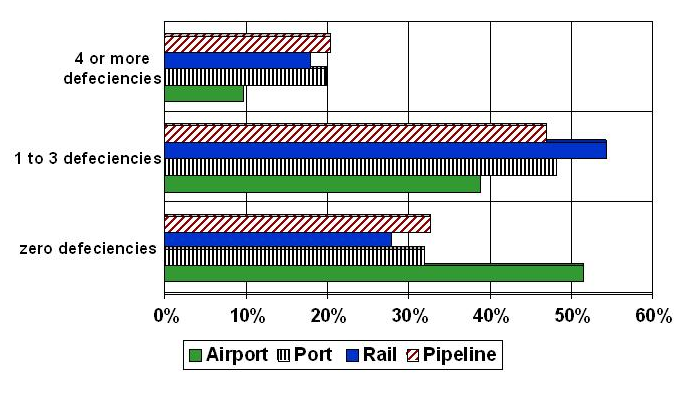 4 or more
defeciencies
1 to 3 defeciencies
zero defeciencies
0% 10% 20% 30% 40% 50% 60%
Airport Port Rail Pipeline